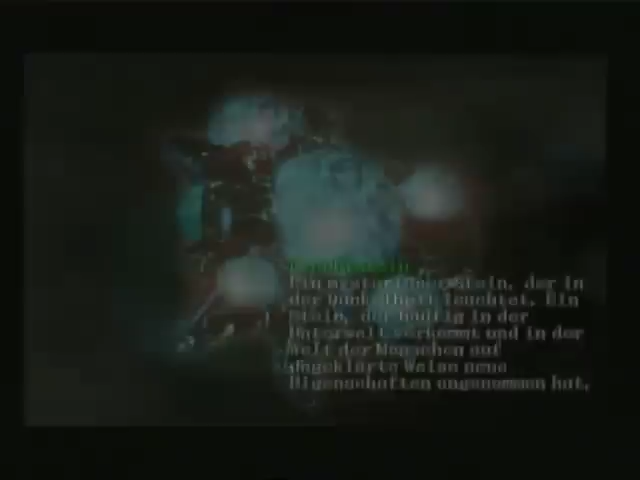 Ein mysteriöser Stein, der in
der Dunkelheit leuchtet. Ein
Stein, der häufig in der
Unterwelt vorkommt und in der
Welt der Menschen auf
ungeklärte Weise neue
Eigenschaften angenommen hat.